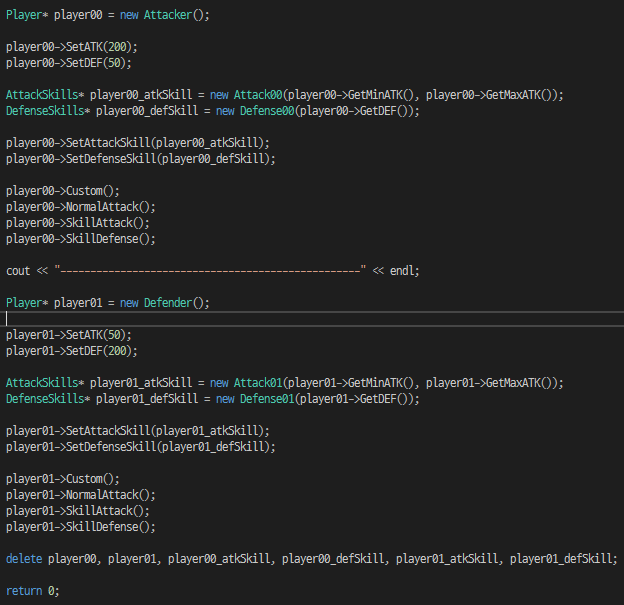 Player* player00 = new Attacker();
player00->SetATK(200);
player00->SetDEF(50);
AttackSkills* player00_atkSkill = new Attack00(player00->GetMinATK(), player00->GetMaxATK());
DefenseSkills* player00_defSkill = new Defense00(player00->GetDEF());
player00->SetAttackSkill(player00_atkSkill);
player00->SetDefenseSkill(player00_defSkill);
player00->Custom();
player00->NormalAttack();
player00->SkillAttack();
player00->SkillDefense();
cout << "--------------------------------------------------" << endl;
Player* player01 = new Defender();
player01->SetATK(50);
player01->SetDEF(200);
AttackSkills* player01_atkSkill = new Attack01(player01->GetMinATK(), player01->GetMaxATK());
DefenseSkills* player01_defSkill = new Defense01(player01->GetDEF());
player01->SetAttackSkill(player01_atkSkill);
player01->SetDefenseSkill(player01_defSkill);
player01->Custom();
player01->NormalAttack();
player01->SkillAttack();
player01->SkillDefense();
delete player00, player01, player00_atkSkill, player00_defSkill, player01_atkSkill, player01_defSkill;
return 0;